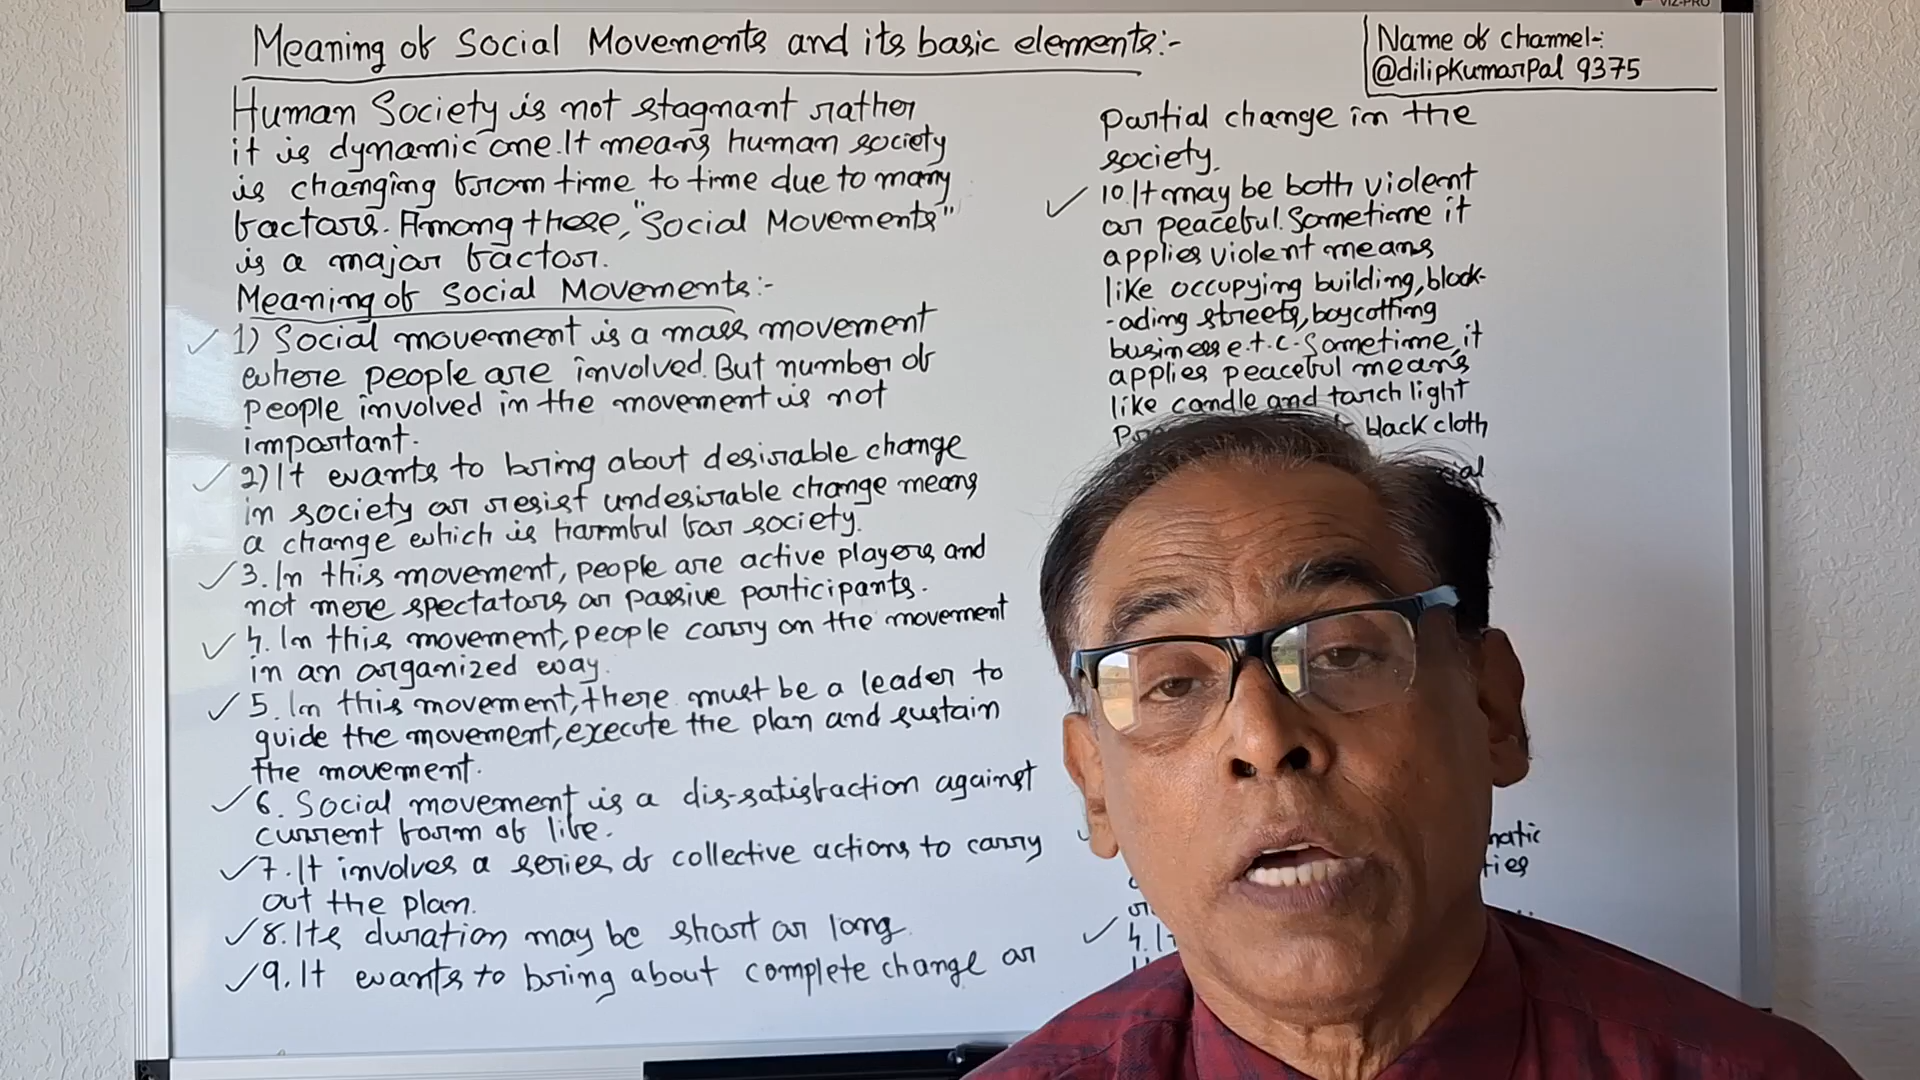 VIZ-PRO
Meaning of Social Movements and its basic elements:-
Name of channel-:
@dilipKumarPal 9375
Human Society is not stagnant rather
it is dynamic one. It means human society
is changing from time to time due to many
factors. Among these, "Social Movements"
is a major factor.
Meaning of Social Movements:-
1) Social movement is a mass movement
where people are involved. But number of
people involved in the movement is not
important.
2) It wants to bring about desirable change
in society or resist undesirable change means
a change which is harmful for society.
3. In this movement, people are active players, and
not mere spectators or passive participants.
4. In this movement, people carry on the movement
in an organized way.
5. In this movement, there must be a leader to
guide the movement, execute the plan and sustain
the movement.
6. Social movement is a dis-satisfaction against
current form of life.
7. It involves a series of collective actions to carry
out the plan.
8. Its duration may be short or long.
9. It wants to bring about complete change or
Partial change in the
society.
10. It may be both violent
or peaceful. Sometime it
applies violent means
like occupying building, block-
-ading streets, boycotting
business e.t.c. Sometime, it
applies peaceful means
like candle and torch light
black cloth
4. It